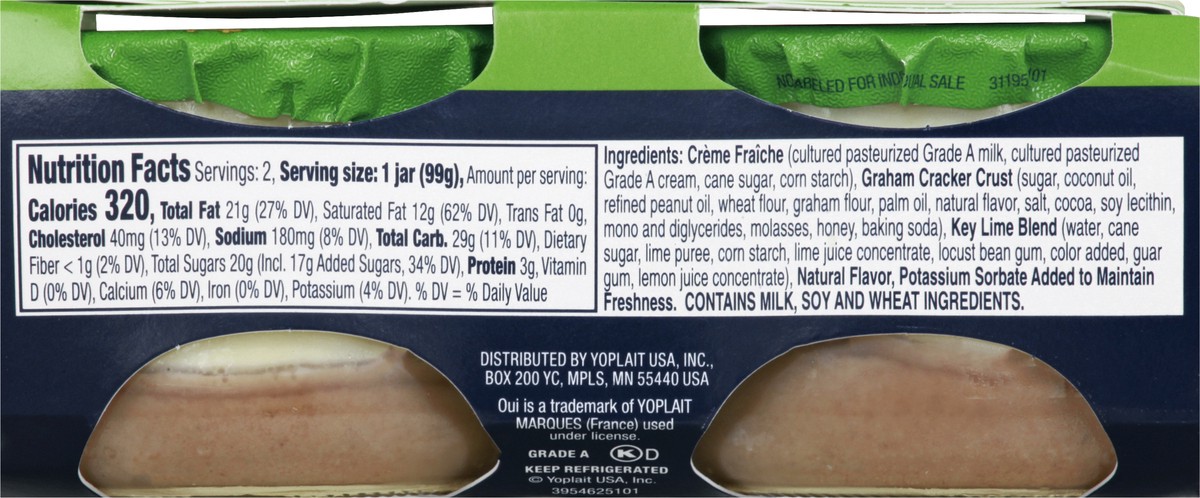 NO ABELED FOR IND UAL SALE 31195 01
Nutrition Facts Servings: 2, Serving size: 1 jar (99g), Amount per serving:
Calories 320, Total Fat 21g (27% DV), Saturated Fat 12g (62% DV), Trans Fat 0g,
Cholesterol 40mg (13% DV), Sodium 180mg (8% DV), Total Carb. 29g (11% DV), Dietary
Fiber < 1g (2% DV), Total Sugars 20g (Incl. 17g Added Sugars, 34% DV), Protein 3g, Vitamin
D (0% DV), Calcium (6% DV), Iron (0% DV), Potassium (4% DV). % DV = % Daily Value
Ingredients: Crème Fraîche (cultured pasteurized Grade A milk, cultured pasteurized
Grade A cream, cane sugar, corn starch), Graham Cracker Crust (sugar, coconut oil,
refined peanut oil, wheat flour, graham flour, palm oil, natural flavor, salt, cocoa, soy lecithin,
mono and diglycerides, molasses, honey, baking soda), Key Lime Blend (water, cane
sugar, lime puree, corn starch, lime juice concentrate, locust bean gum, color added, guar
gum, lemon juice concentrate), Natural Flavor, Potassium Sorbate Added to Maintain
Freshness. CONTAINS MILK, SOY AND WHEAT INGREDIENTS.
DISTRIBUTED BY YOPLAIT USA, INC.,
BOX 200 YC, MPLS, MN 55440 USA
Oui is a trademark of YOPLAIT
MARQUES (France) used
under license.
GRADE A K D
KEEP REFRIGERATED
© Yoplait USA, Inc.
3954625101